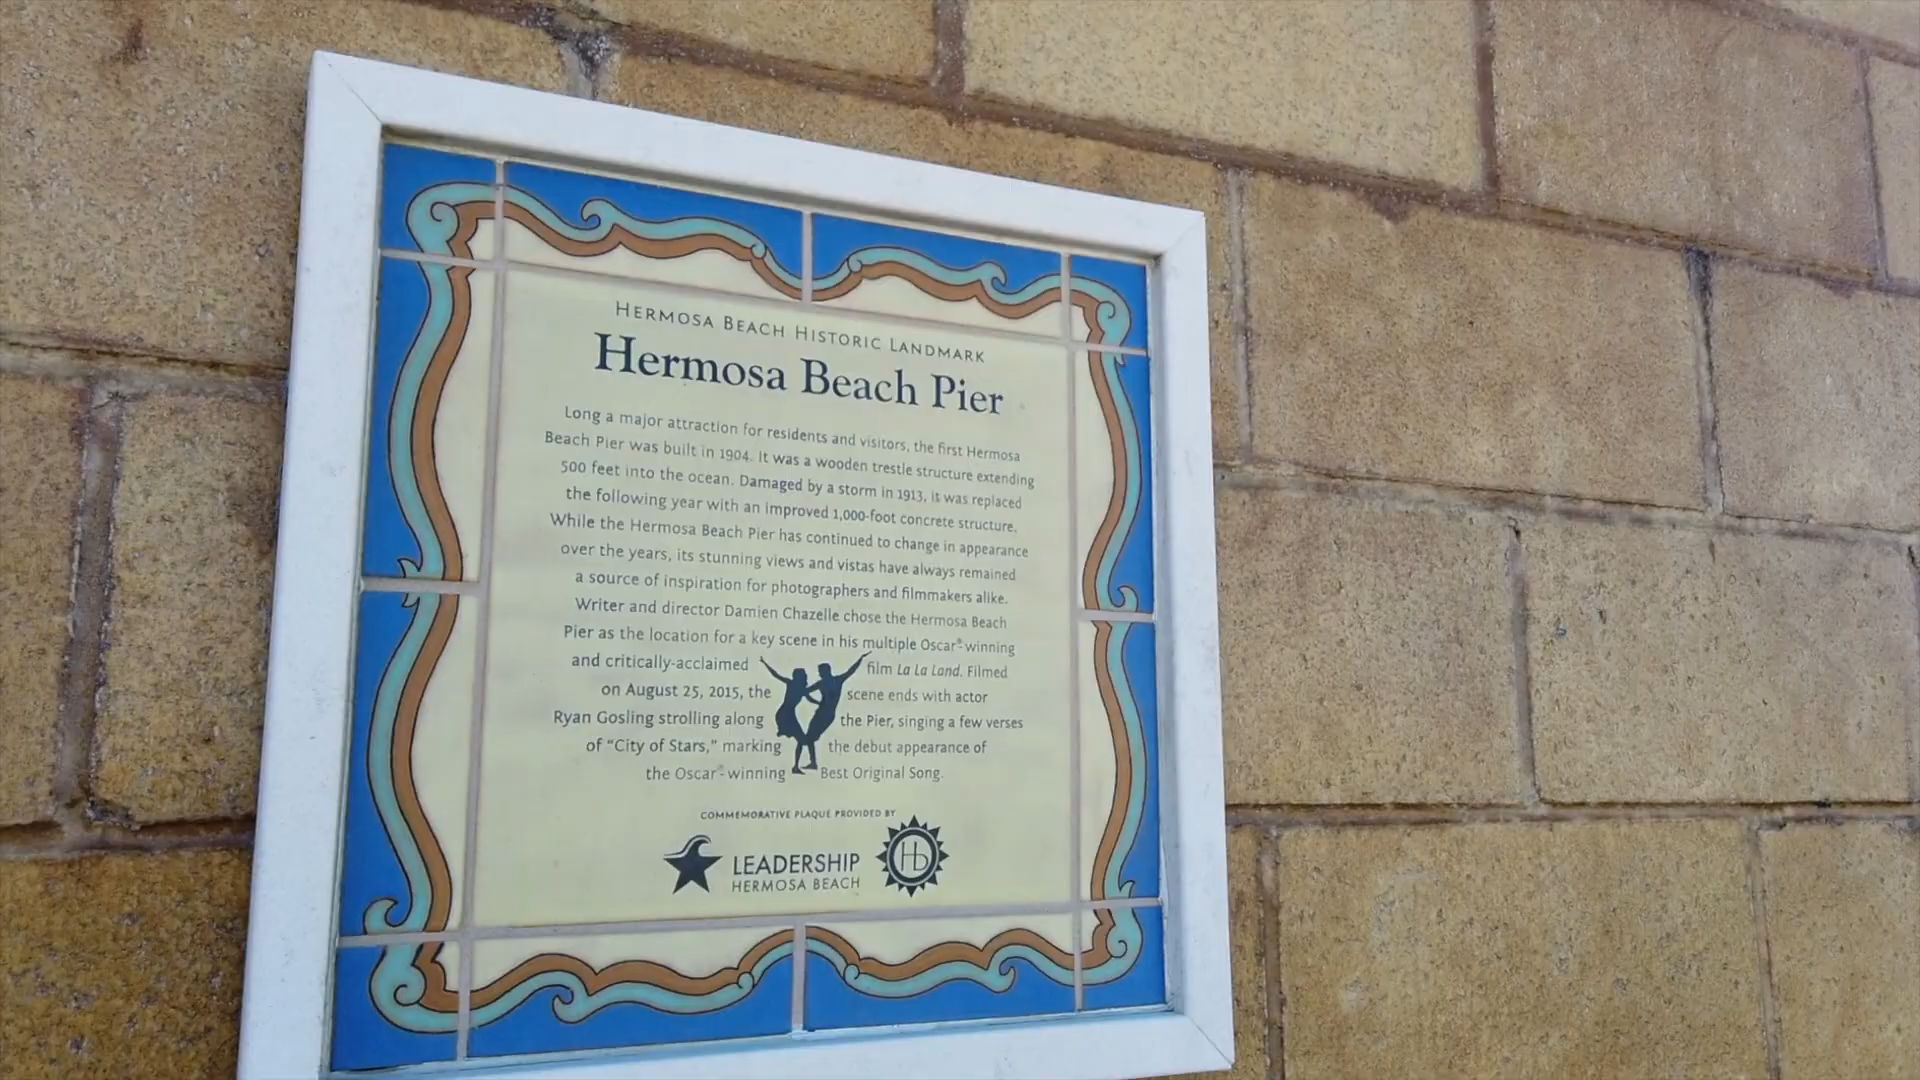 HERMOSA BEACH HISTORIC LANDMARK
Hermosa Beach Pier
Long a major attraction for residents and visitors, the first Hermosa
Beach Pier was built in 1904. It was a wooden trestle structure extending
500 feet into the ocean. Damaged by a storm in 1913, it was replaced
the following year with an improved 1,000-foot concrete structure.
While the Hermosa Beach Pier has continued to change in appearance
over the years, its stunning views and vistas have always remained
a source of inspiration for photographers and filmmakers alike.
Writer and director Damien Chazelle chose the Hermosa Beach
Pier as the location for a key scene in his multiple Oscar®-winning
and critically-acclaimed film La La Land. Filmed
on August 25, 2015, the scene ends with actor
Ryan Gosling strolling along the Pier, singing a few verses
of "City of Stars," marking the debut appearance of
the Oscar®-winning Best Original Song.
COMMEMORATIVE PLAQUE PROVIDED BY
LEADERSHIP
HERMOSA BEACH
Hb